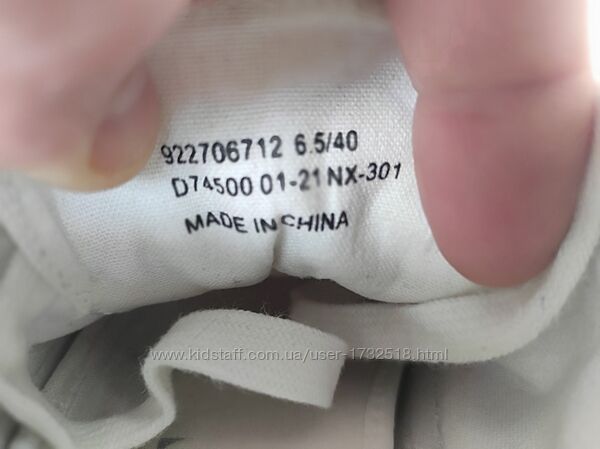 922706712 6.5/40
D74500 01-21 NX-301
MADE IN CHINA
www.kidstaff.com.ua/user-1732518.html